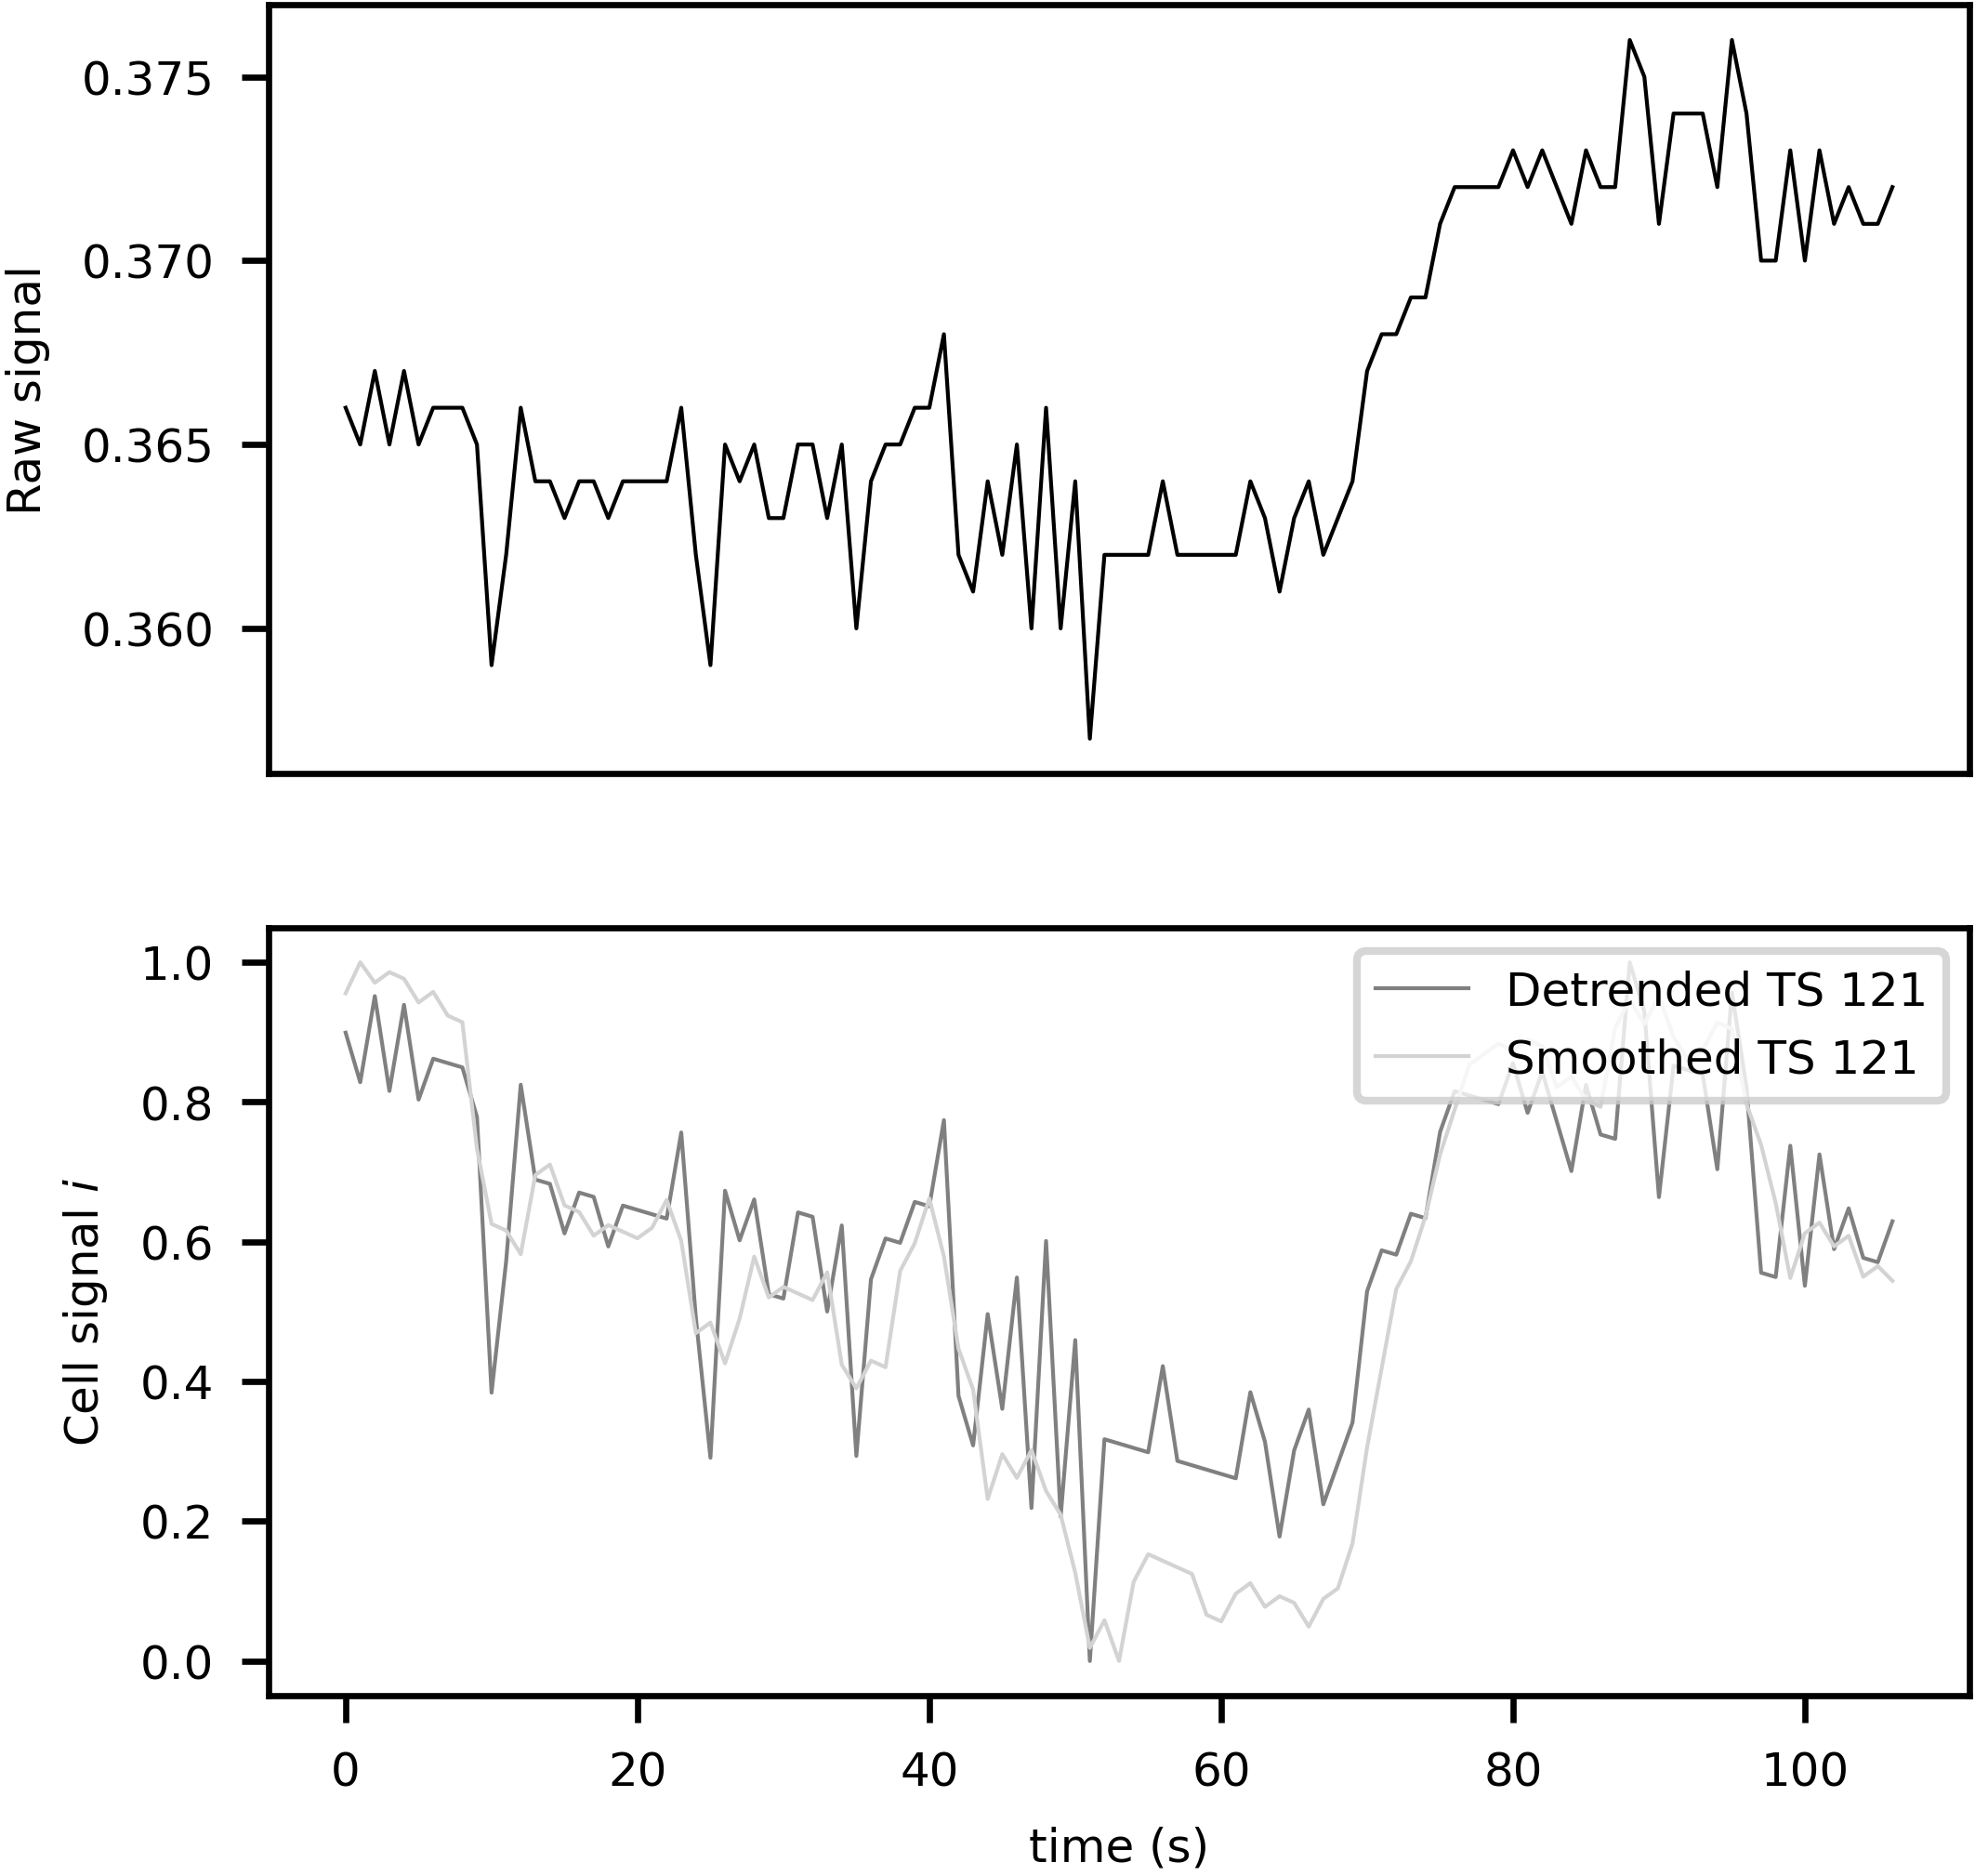 0.375
0.370
0.365
0.360
Raw signal
1.0
0.8
0.6
0.4
0.2
0.0
Cell signal i
Detrended TS 121
Smoothed TS 121
0 20 40 60 80 100
time (s)